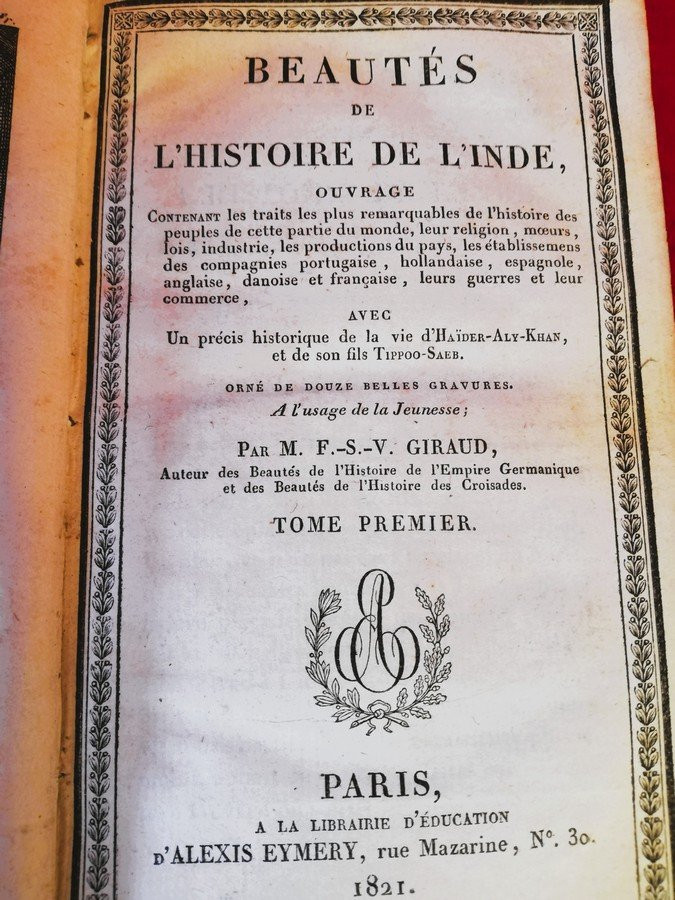 BEAUTÉS
DE
L'HISTOIRE DE L'INDE,
OUVRAGE
CONTENANT les traits les plus remarquables de l'histoire des
peuples de cette partie du monde, leur religion, mœurs,
lois, industrie, les productions du pays, les établissemens
des compagnies portugaise, hollandaise, espagnole,
anglaise, danoise et française, leurs guerres et leur
commerce,
AVEC
Un précis historique de la vie d'HAÏDER-ALY-KHAN,
et de son fils TIPPOO-SAEB.
ORNÉ DE DOUZE BELLES GRAVURES.
A l'usage de la Jeunesse;
PAR M. F.-S.-V. GIRAUD,
Auteur des Beautés de l'Histoire de l'Empire Germanique
et des Beautés de l'Histoire des Croisades.
TOME PREMIER.
AE
PARIS,
A LA LIBRAIRIE D'ÉDUCATION
D'ALEXIS EYMERY, rue Mazarine, N°. 30.
1821.